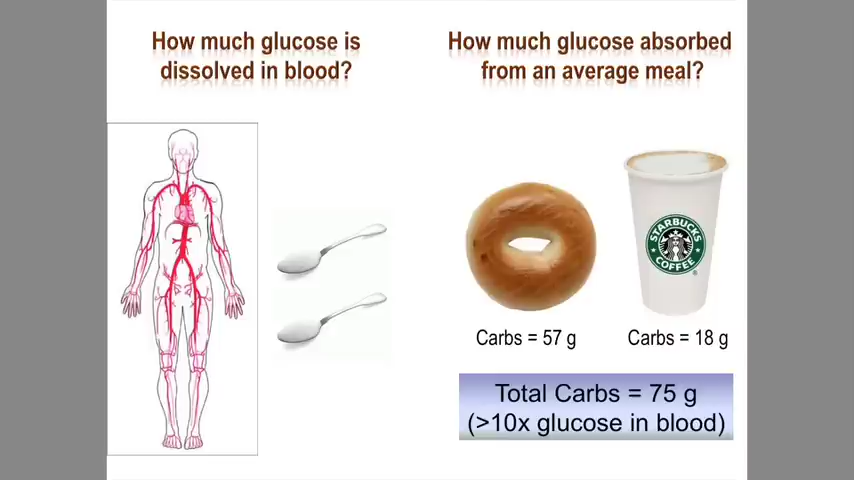 How much glucose is
dissolved in blood?
How much glucose absorbed
from an average meal?
STARBUCKS
COFFEE
®
Carbs = 57 g
Carbs = 18 g
Total Carbs = 75 g
(>10x glucose in blood)